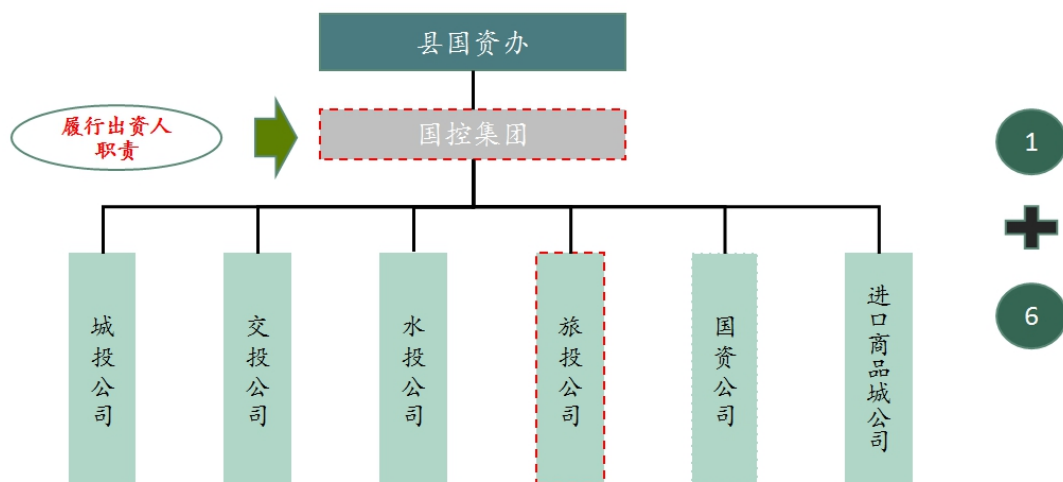 县国资办
履行出资人
职责
国控集团
1
6
城投公司
交投公司
水投公司
旅投公司
国资公司
进口商品城公司